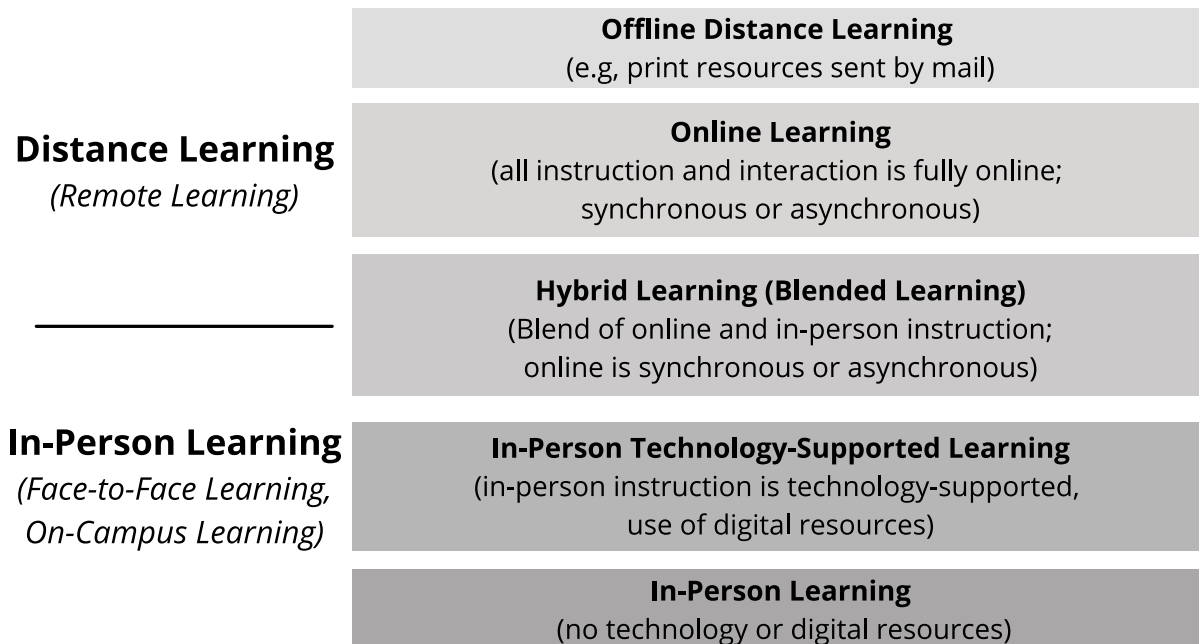 Offline Distance Learning
(e.g, print resources sent by mail)
Distance Learning
(Remote Learning)
Online Learning
(all instruction and interaction is fully online;
synchronous or asynchronous)
Hybrid Learning (Blended Learning)
(Blend of online and in-person instruction;
online is synchronous or asynchronous)
In-Person Learning
(Face-to-Face Learning,
On-Campus Learning)
In-Person Technology-Supported Learning
(in-person instruction is technology-supported,
use of digital resources)
In-Person Learning
(no technology or digital resources)